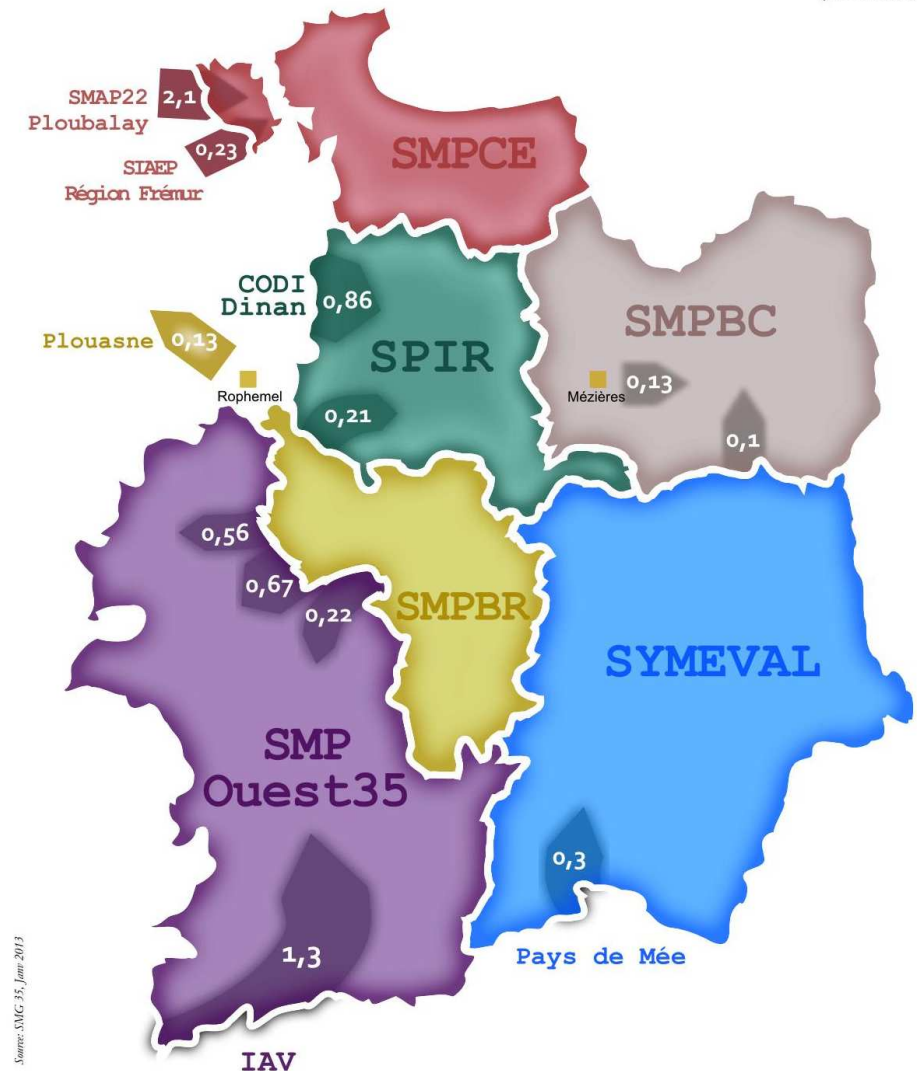 SMAP22
Ploubalay
2,1
0,23
SIAEP
Région Frémur
SMPCE
CODI
Dinan
0,86
Plouasne
0,13
Rophemel
SPIR
0,21
SMPBC
Mézières
0,13
0,1
0,56
0,67
0,22
SMPBR
SYMEVAL
SMP
Ouest35
0,3
1,3
Pays de Mée
IAV
Source: SMG 35, Janv 2013